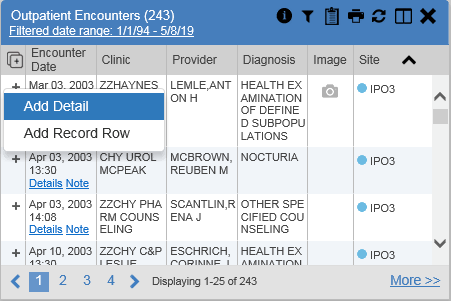 Outpatient Encounters (243)
Filtered date range: 1/1/94 - 5/8/19
Encounter Date Clinic Provider Diagnosis Image Site
Mar 03, 2003 ZZHAYNES LEMLE,ANT HEALTH EX IPO3
ON H AMINATION
OF DEFINE
D SUBPOPU
LATIONS
Add Detail
Add Record Row
Apr 03, 2003 CHY UROL MCBROWN, NOCTURIA IPO3
13:30 MCPEAK REUBEN M
Details Note
Apr 03, 2003 ZZCHY PHA SCANTLIN,R OTHER SPE IPO3
14:08 RM COUNS ENA J CIFIED COU
Details Note ELING NSELING
Apr 10, 2003 ZZCHY C&P ESCHRICH, HEALTH EX IPO3
13:30 LESLIE CORINNE J AMINATION
1 2 3 4 Displaying 1-25 of 243 More >>